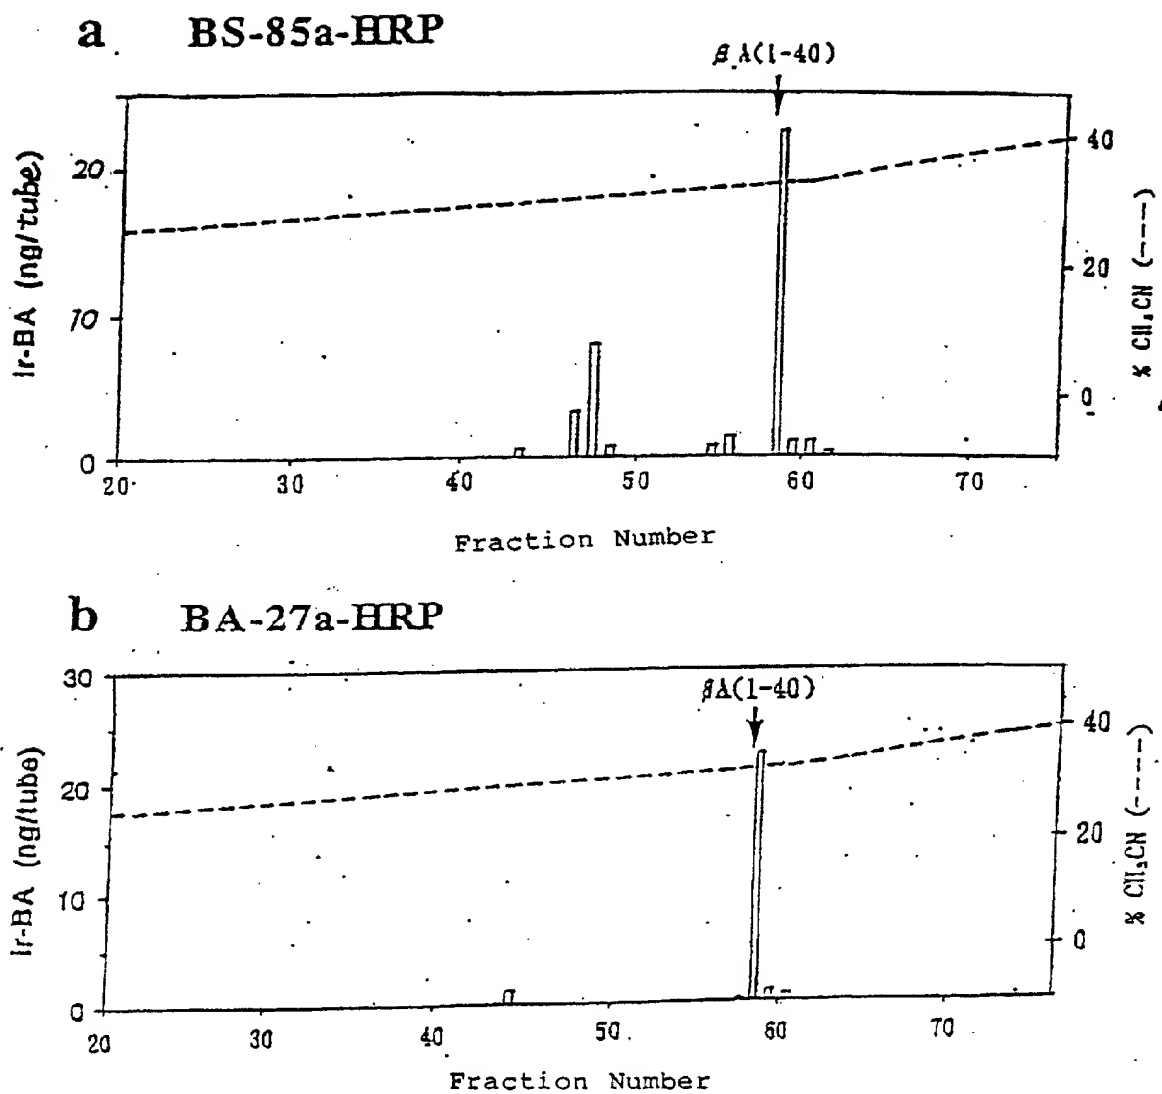 a. BS-85a-HRP
βA(1-40)
Ir-BA (ng/tube)
20
10
0
40
20
0
% CH₃CN (---)
20 30 40 50 60 70
Fraction Number
b BA-27a-HRP
βA(1-40)
Ir-BA (ng/tube)
30
20
10
0
40
20
0
% CH₃CN (----)
20 30 40 50 60 70
Fraction Number